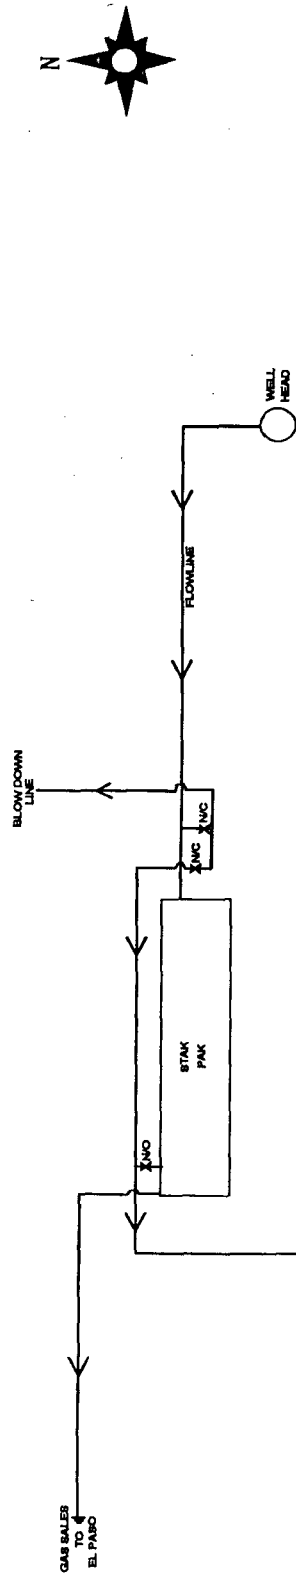 N
WELL
HEAD
FLOWLINE
BLOW DOWN
LINE
N/C
N/C
STAK
PAK
N/O
GAS SALES
TO
EL PASO